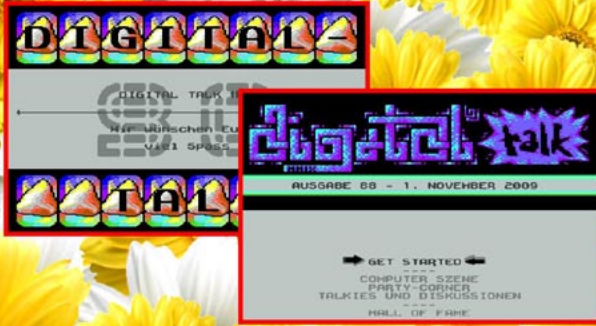 DIGITAL-
DIGITAL TALK
Wir wünschen Eu
viel Spass
TAL
digital talk
AUSGABE 88 - 1. NOVEMBER 2009
GET STARTED
COMPUTER SZENE
PARTY-CORNER
TALKIES UND DISKUSSIONEN
HALL OF FAME